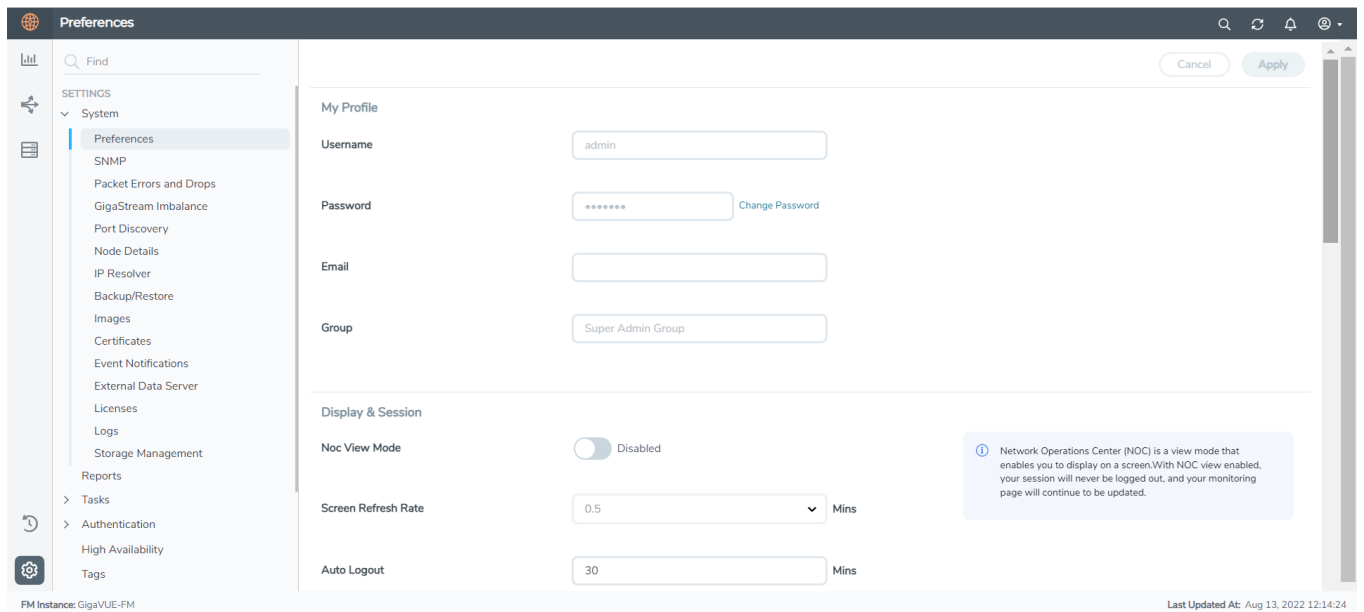 Preferences
Find
SETTINGS
System
Preferences
SNMP
Packet Errors and Drops
GigaStream Imbalance
Port Discovery
Node Details
IP Resolver
Backup/Restore
Images
Certificates
Event Notifications
External Data Server
Licenses
Logs
Storage Management
Reports
Tasks
Authentication
High Availability
Tags
Cancel Apply
My Profile
Username admin
Password ••••••• Change Password
Email
Group Super Admin Group
Display & Session
Noc View Mode Disabled
Network Operations Center (NOC) is a view mode that
enables you to display on a screen.With NOC view enabled,
your session will never be logged out, and your monitoring
page will continue to be updated.
Screen Refresh Rate 0.5 Mins
Auto Logout 30 Mins
FM Instance: GigaVUE-FM
Last Updated At: Aug 13, 2022 12:14:24